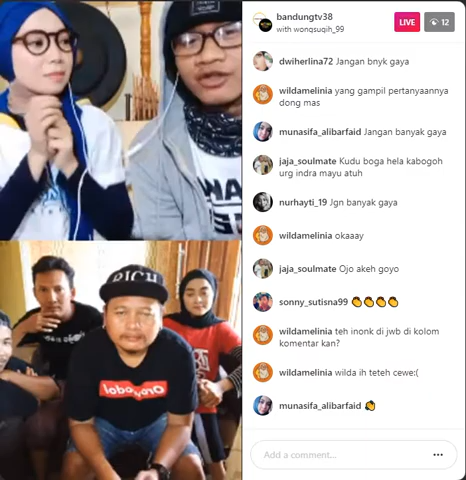 bandungtv38
with wonqsuqih_99
LIVE
12
dwiherlina72 Jangan bnyk gaya
wildamelinia yang gampil pertanyaannya
dong mas
munasifa_alibarfaid Jangan banyak gaya
jaja_soulmate Kudu boga hela kabogoh
urg indra mayu atuh
nurhayti_19 Jgn banyak gaya
wildamelinia okaaay
jaja_soulmate Ojo akeh goyo
sonny_sutisna99 👏👏👏👏
wildamelinia teh inonk di jwb di kolom
komentar kan?
wildamelinia wilda ih teteh cewe:(
munasifa_alibarfaid 👏
Add a comment...
RICH